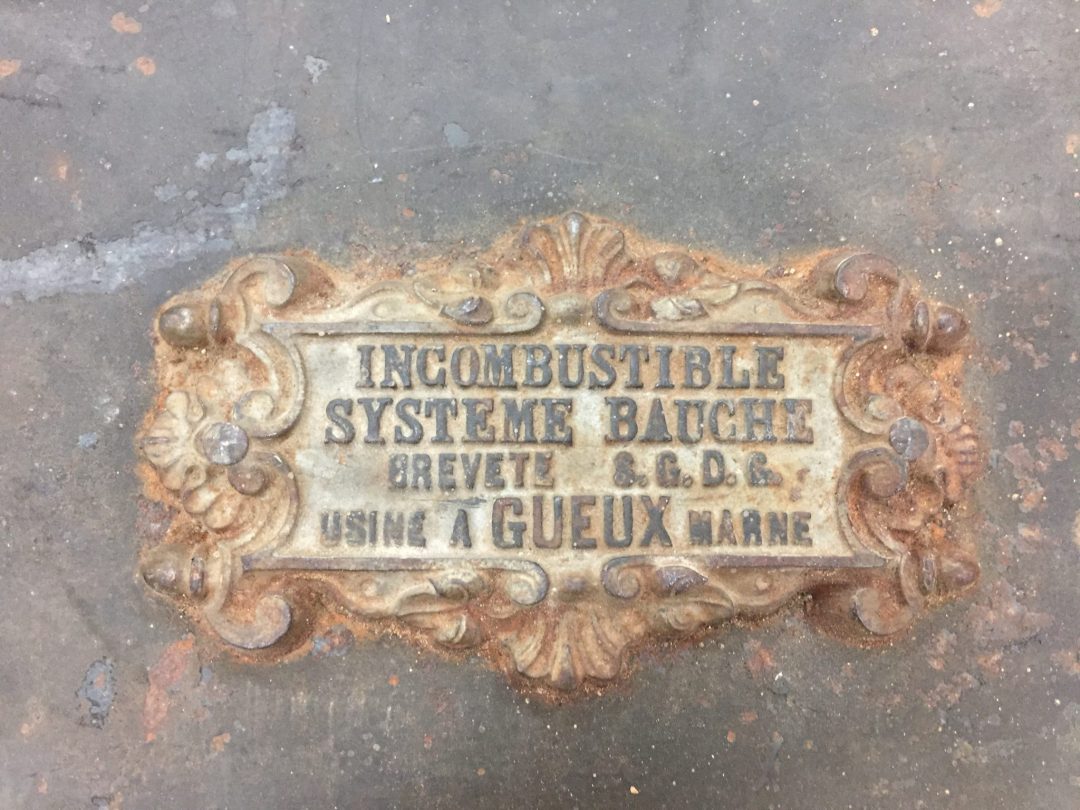 INCOMBUSTIBLE
SYSTEME BAUCHE
BREVETE S.G.D.G.
USINE A GUEUX MARNE